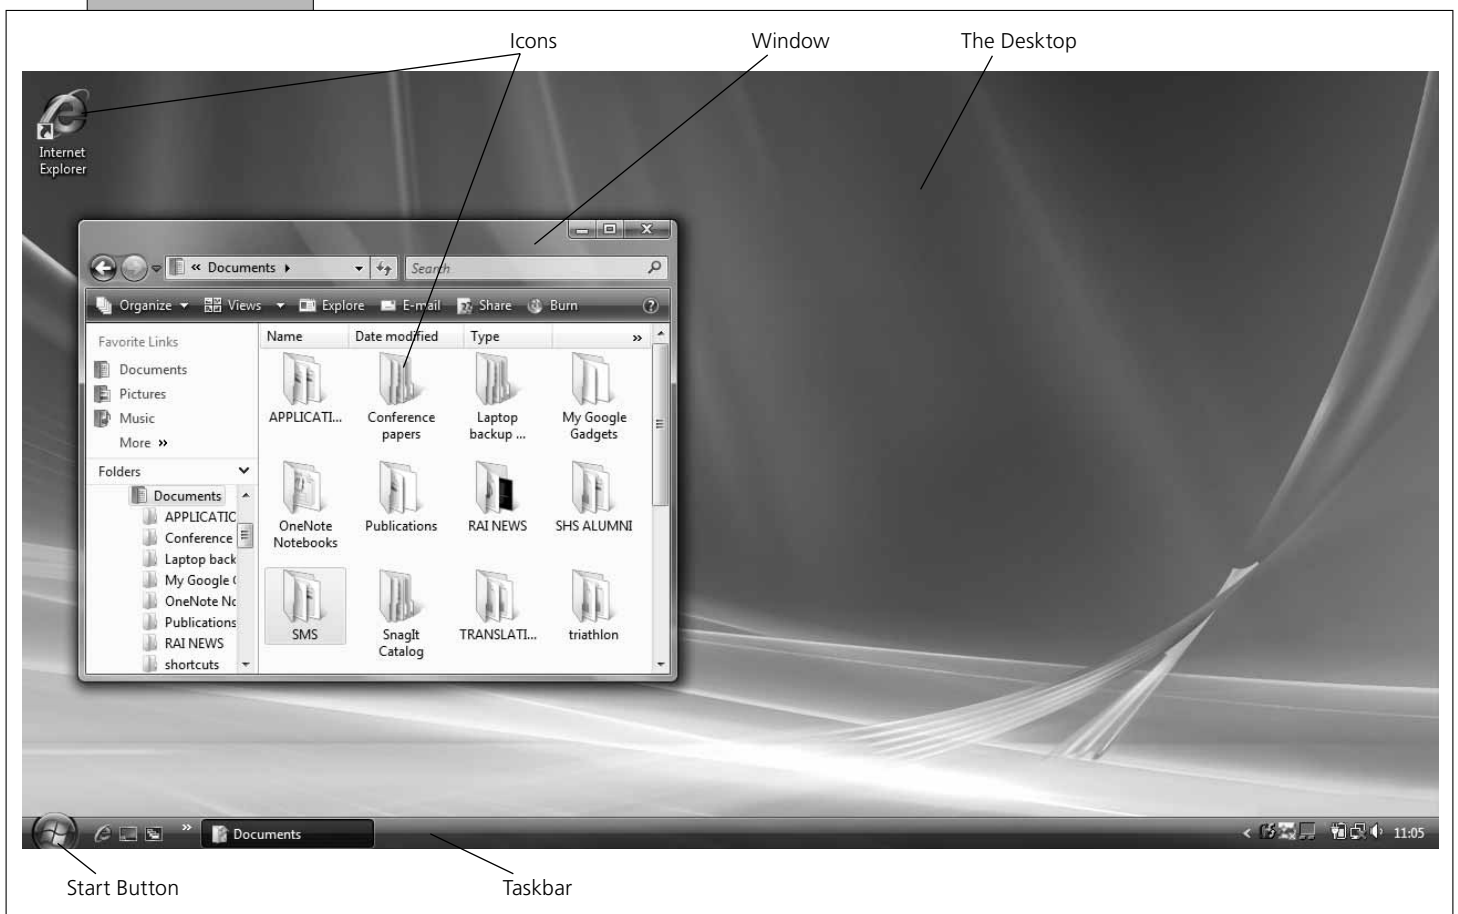 Icons
Window
The Desktop
Internet
Explorer
« Documents
Search
Organize
Views
Explore
E-mail
Share
Burn
?
Favorite Links
Documents
Pictures
Music
More »
Folders
Documents
APPLICATIC
Conference
Laptop back
My Google G
OneNote Nc
Publications
RAI NEWS
shortcuts
Name
Date modified
Type
»
APPLICATI...
Conference
papers
Laptop
backup ...
My Google
Gadgets
OneNote
Notebooks
Publications
RAI NEWS
SHS ALUMNI
SMS
SnagIt
Catalog
TRANSLATI...
triathlon
»
Documents
11:05
Start Button
Taskbar